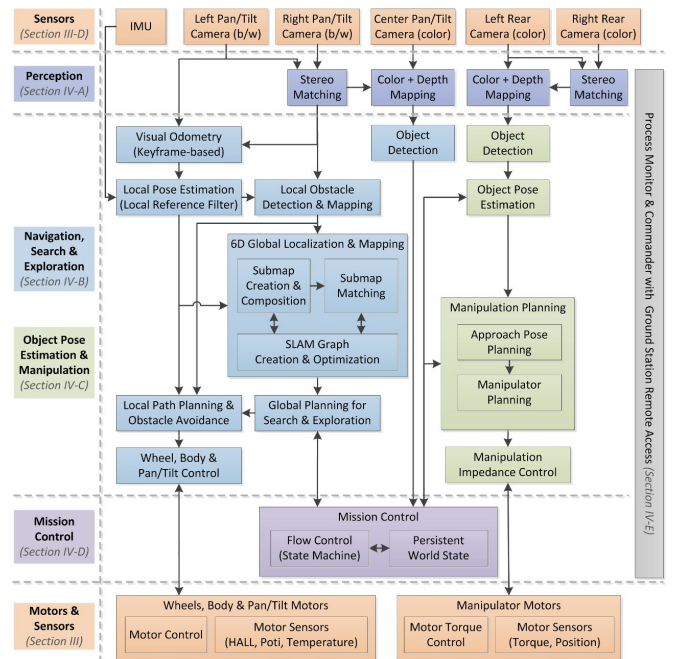 Sensors
(Section III-D)
IMU
Left Pan/Tilt
Camera (b/w)
Right Pan/Tilt
Camera (b/w)
Center Pan/Tilt
Camera (color)
Left Rear
Camera (color)
Right Rear
Camera (color)
Perception
(Section IV-A)
Stereo
Matching
Color + Depth
Mapping
Color + Depth
Mapping
Stereo
Matching
Visual Odometry
(Keyframe-based)
Object
Detection
Object
Detection
Local Pose Estimation
(Local Reference Filter)
Local Obstacle
Detection & Mapping
Object Pose
Estimation
Navigation,
Search &
Exploration
(Section IV-B)
6D Global Localization & Mapping
Submap
Creation &
Composition
Submap
Matching
SLAM Graph
Creation & Optimization
Object Pose
Estimation &
Manipulation
(Section IV-C)
Manipulation Planning
Approach Pose
Planning
Manipulator
Planning
Local Path Planning &
Obstacle Avoidance
Global Planning for
Search & Exploration
Wheel, Body &
Pan/Tilt Control
Manipulation
Impedance Control
Process Monitor & Commander with Ground Station Remote Access (Section IV-E)
Mission
Control
(Section IV-D)
Mission Control
Flow Control
(State Machine)
Persistent
World State
Motors &
Sensors
(Section III)
Wheels, Body & Pan/Tilt Motors
Motor Control
Motor Sensors
(HALL, Poti, Temperature)
Manipulator Motors
Motor Torque
Control
Motor Sensors
(Torque, Position)